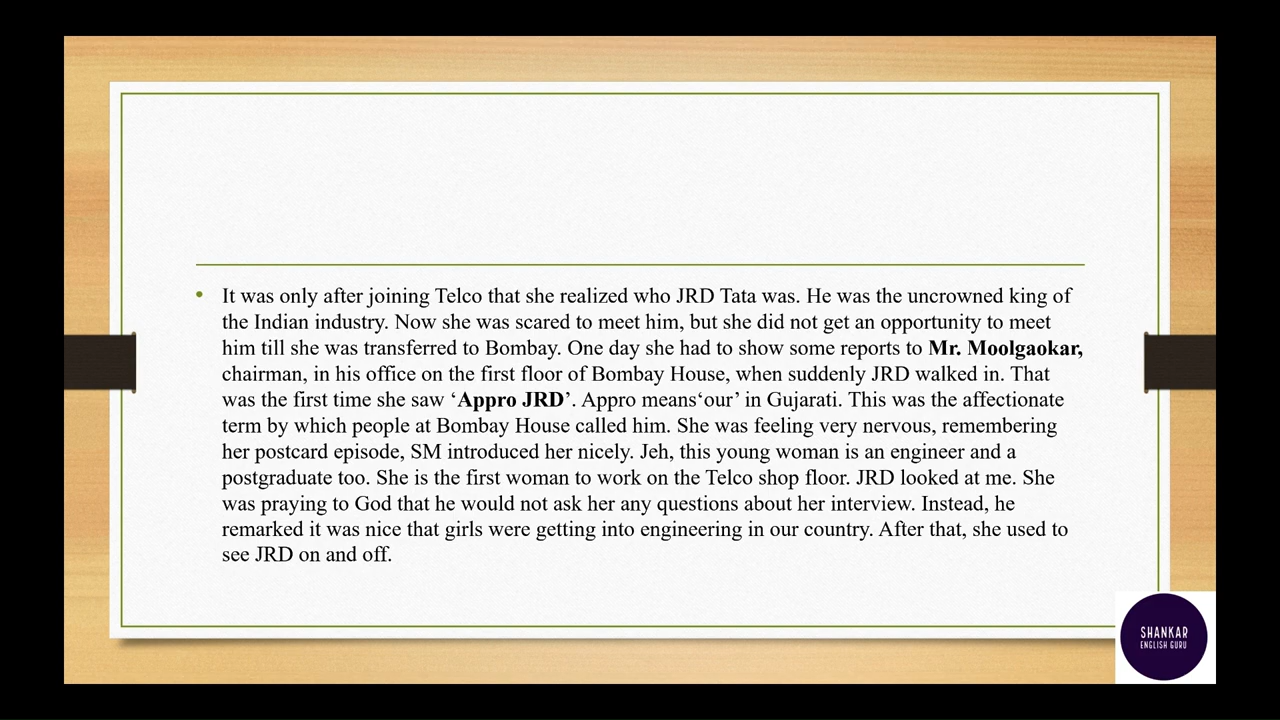 • It was only after joining Telco that she realized who JRD Tata was. He was the uncrowned king of
the Indian industry. Now she was scared to meet him, but she did not get an opportunity to meet
him till she was transferred to Bombay. One day she had to show some reports to Mr. Moolgaokar,
chairman, in his office on the first floor of Bombay House, when suddenly JRD walked in. That
was the first time she saw ‘Appro JRD’. Appro means‘our’ in Gujarati. This was the affectionate
term by which people at Bombay House called him. She was feeling very nervous, remembering
her postcard episode, SM introduced her nicely. Jeh, this young woman is an engineer and a
postgraduate too. She is the first woman to work on the Telco shop floor. JRD looked at me. She
was praying to God that he would not ask her any questions about her interview. Instead, he
remarked it was nice that girls were getting into engineering in our country. After that, she used to
see JRD on and off.
SHANKAR
ENGLISH GURU